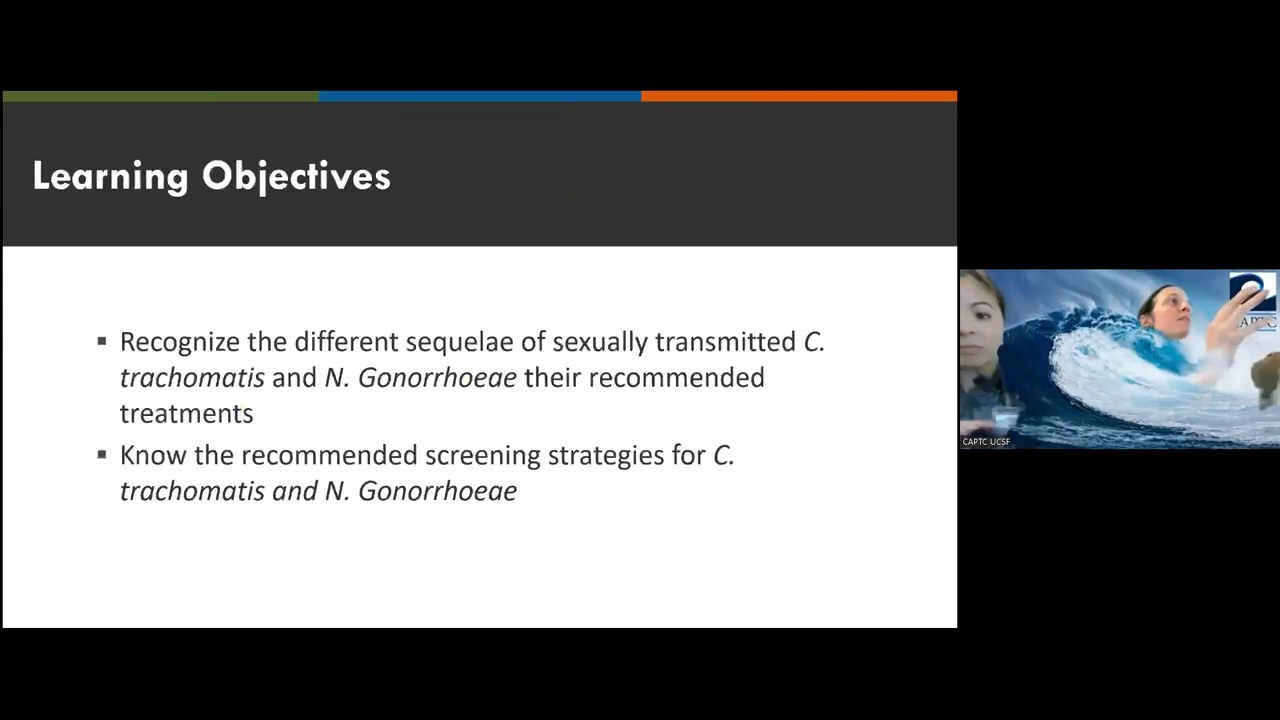 Learning Objectives
▪ Recognize the different sequelae of sexually transmitted C.
trachomatis and N. Gonorrhoeae their recommended
treatments
▪ Know the recommended screening strategies for C.
trachomatis and N. Gonorrhoeae
CAPTC UCSF